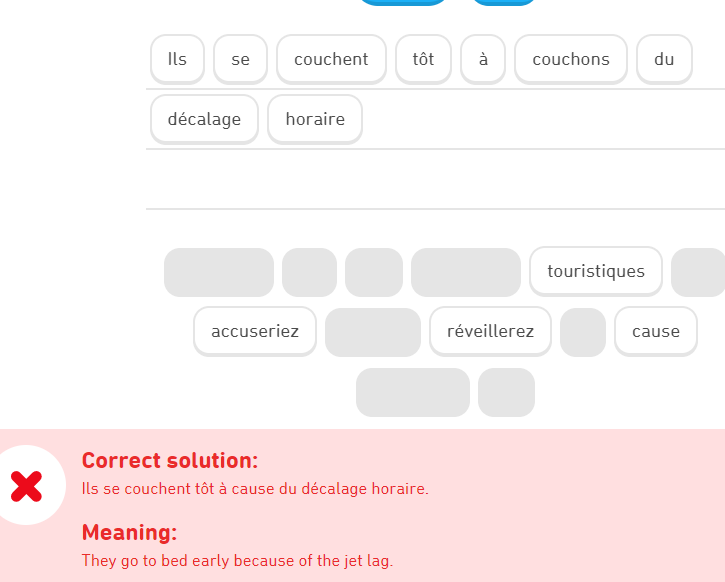 Ils se couchent tôt à couchons du
décalage horaire
touristiques
accuseriez réveillerez cause
Correct solution:
Ils se couchent tôt à cause du décalage horaire.
Meaning:
They go to bed early because of the jet lag.